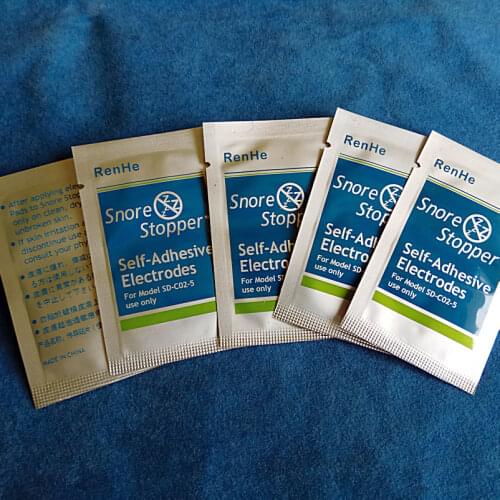 After applying
Pads to Snore
only on clean, dry
unbroken skin.
If skin irritation
discontinue use
consult your
MADE IN CHINA
RenHe
Snore
Stopper
Self-Adhesive
Electrodes
For Model SD-C02-5
use only
RenHe
Snore
Stopper
Self-Adhesive
Electrodes
For Model SD-C02-5
use only
RenHe
Snore
Stopper
Self-Adhesive
Electrodes
For Model SD-C02-5
use only
RenHe
Snore
Stopper
Self-Adhesive
Electrodes
For Model SD-C02-5
use only